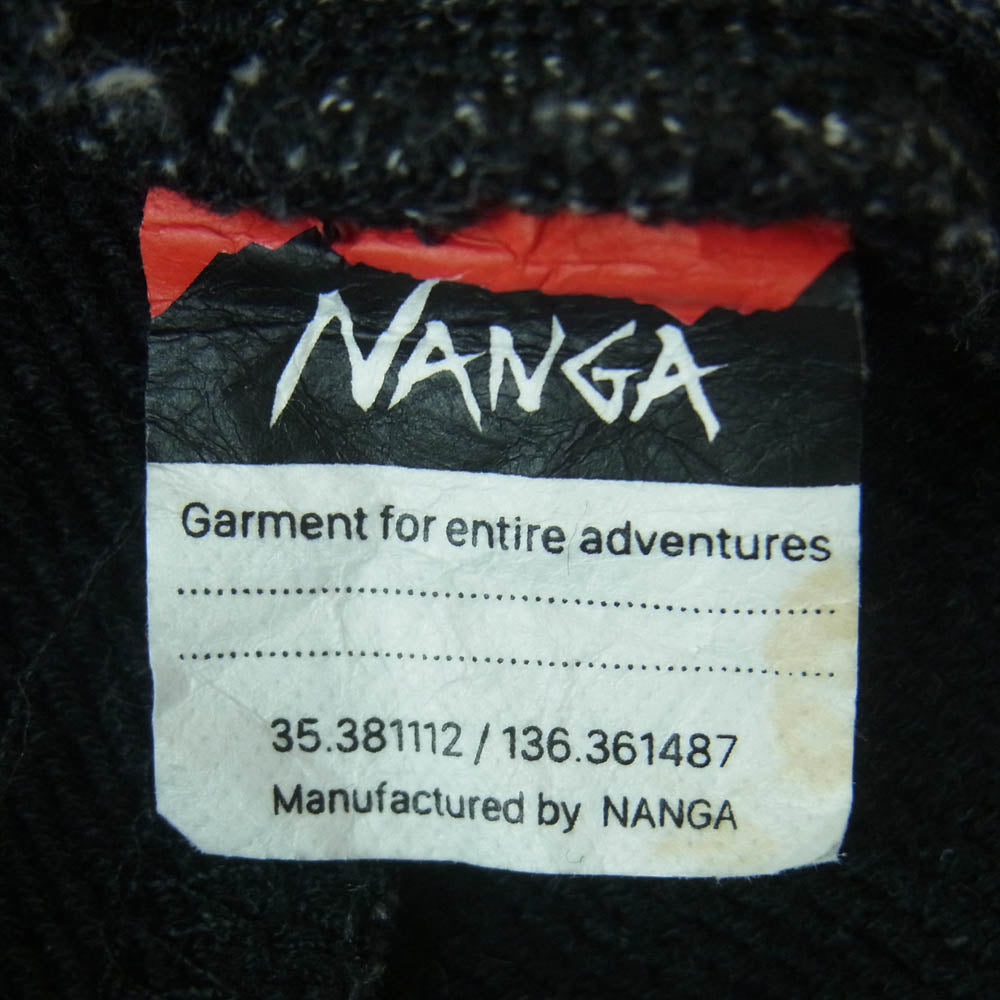 NANGA
Garment for entire adventures
35.381112 / 136.361487
Manufactured by NANGA